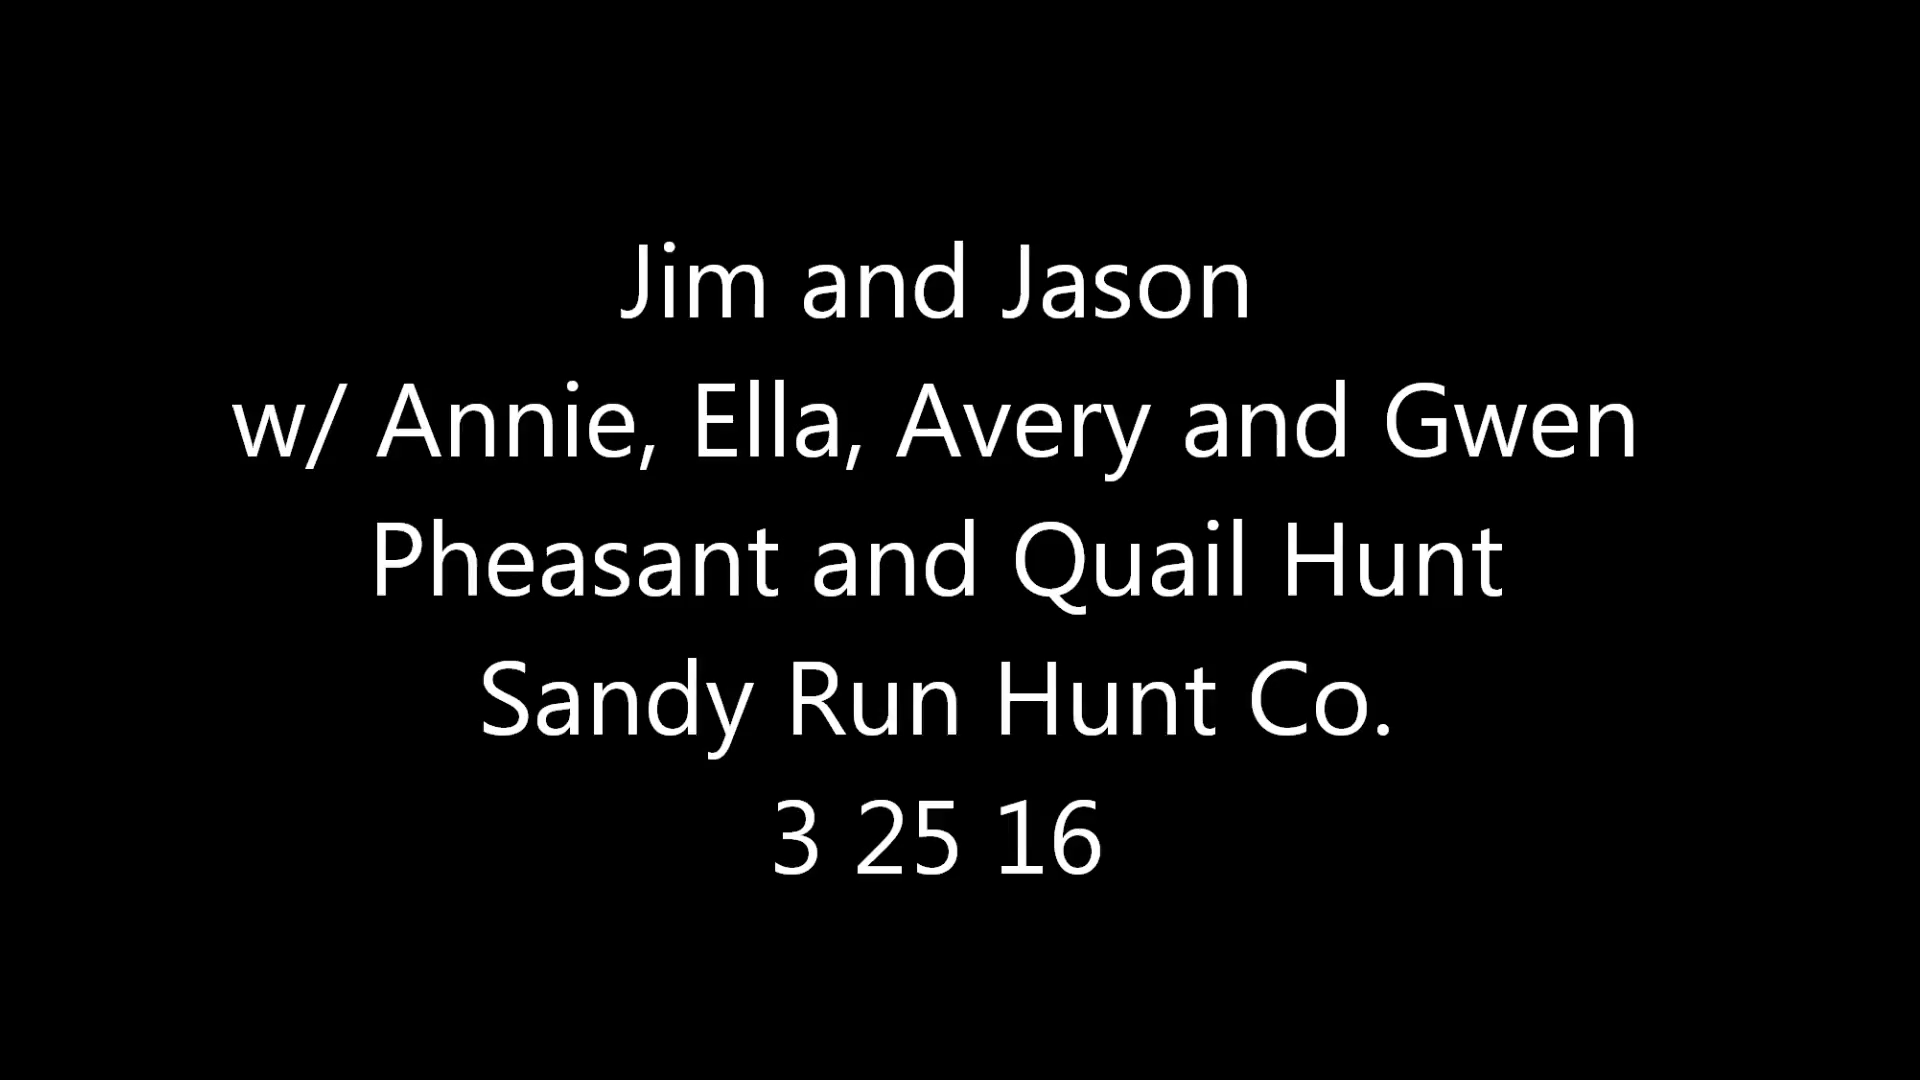 Jim and Jason
w/ Annie, Ella, Avery and Gwen
Pheasant and Quail Hunt
Sandy Run Hunt Co.
3 25 16